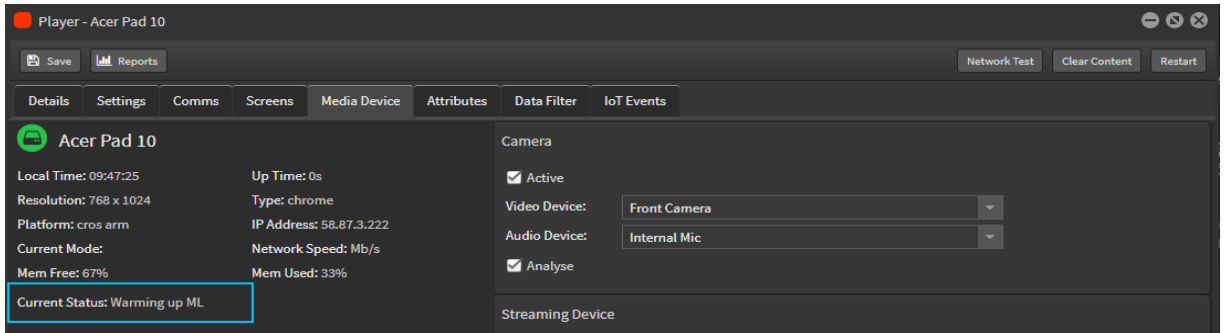 Player - Acer Pad 10
Save Reports Network Test Clear Content Restart
Details Settings Comms Screens Media Device Attributes Data Filter IoT Events
Acer Pad 10
Local Time: 09:47:25 Up Time: 0s
Resolution: 768 x 1024 Type: chrome
Platform: cros arm IP Address: 58.87.3.222
Current Mode: Network Speed: Mb/s
Mem Free: 67% Mem Used: 33%
Current Status: Warming up ML
Camera
Active
Video Device: Front Camera
Audio Device: Internal Mic
Analyse
Streaming Device